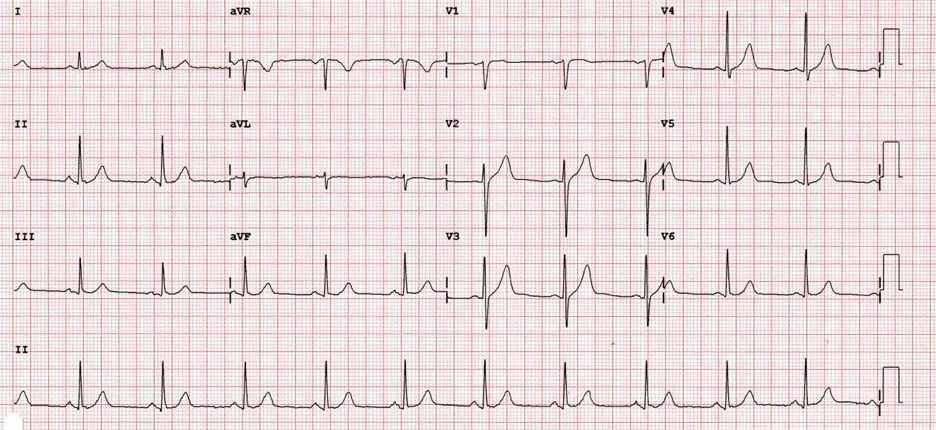 I aVR V1 V4
II aVL V2 V5
III aVF V3 V6
II